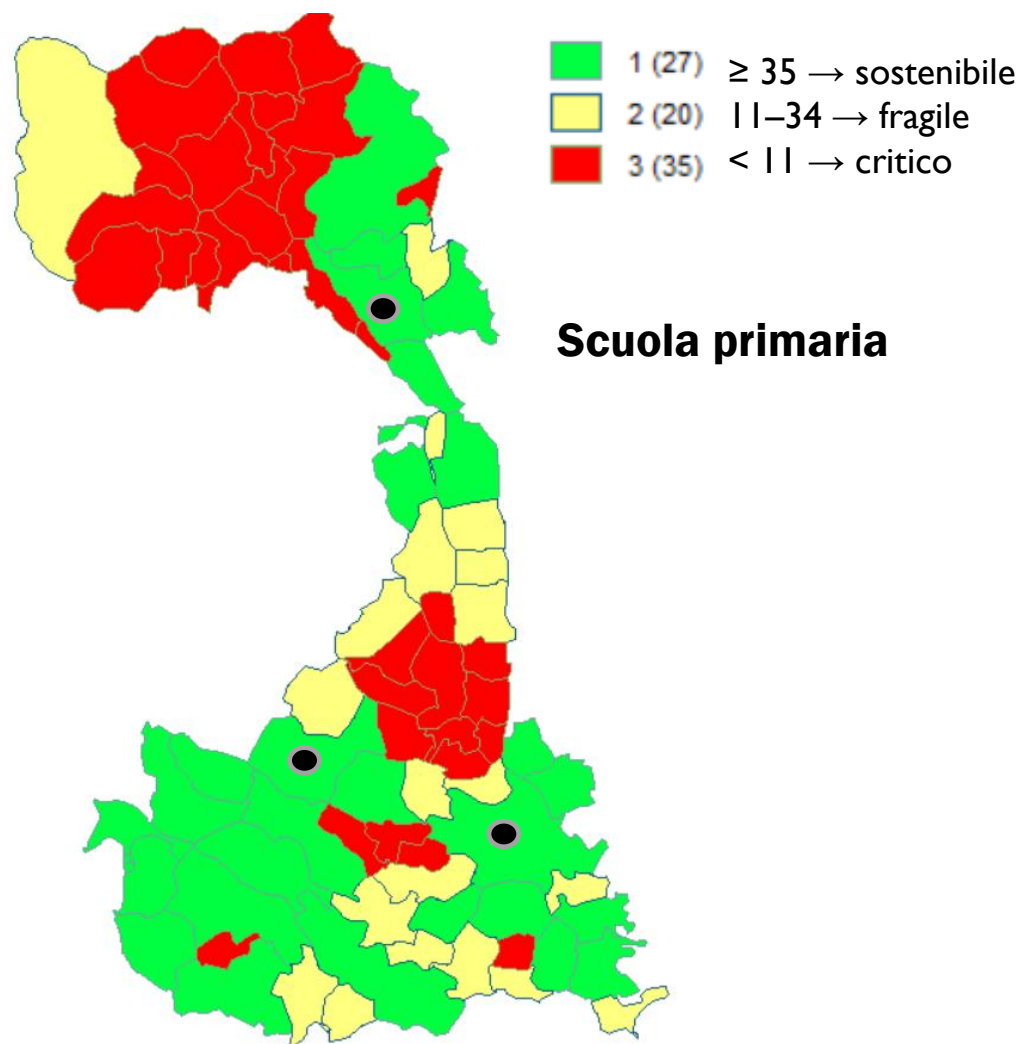 1 (27) ≥ 35 → sostenibile
2 (20) 11–34 → fragile
3 (35) < 11 → critico
Scuola primaria